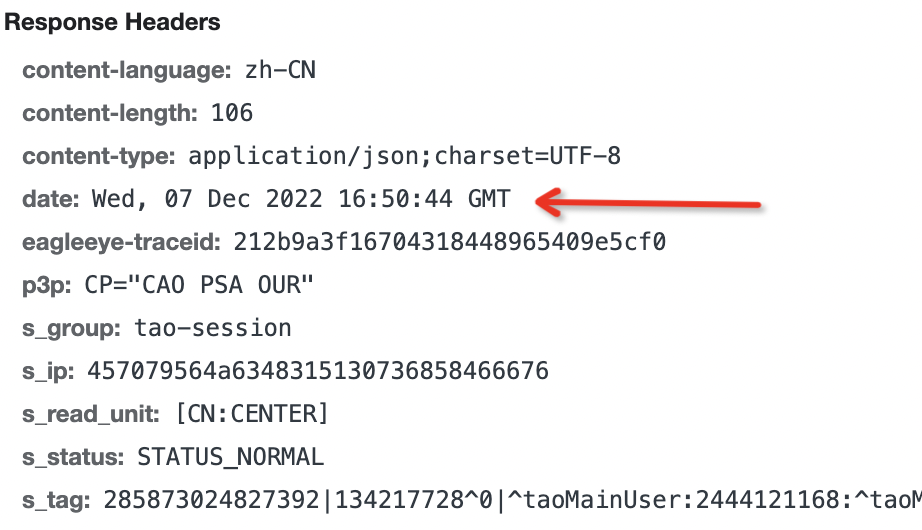 Response Headers
content-language: zh-CN
content-length: 106
content-type: application/json;charset=UTF-8
date: Wed, 07 Dec 2022 16:50:44 GMT
eagleeye-traceid: 212b9a3f16704318448965409e5cf0
p3p: CP="CAO PSA OUR"
s_group: tao-session
s_ip: 457079564a6348315130736858466676
s_read_unit: [CN:CENTER]
s_status: STATUS_NORMAL
s_tag: 285873024827392|134217728^0|^taoMainUser:2444121168:^taoM